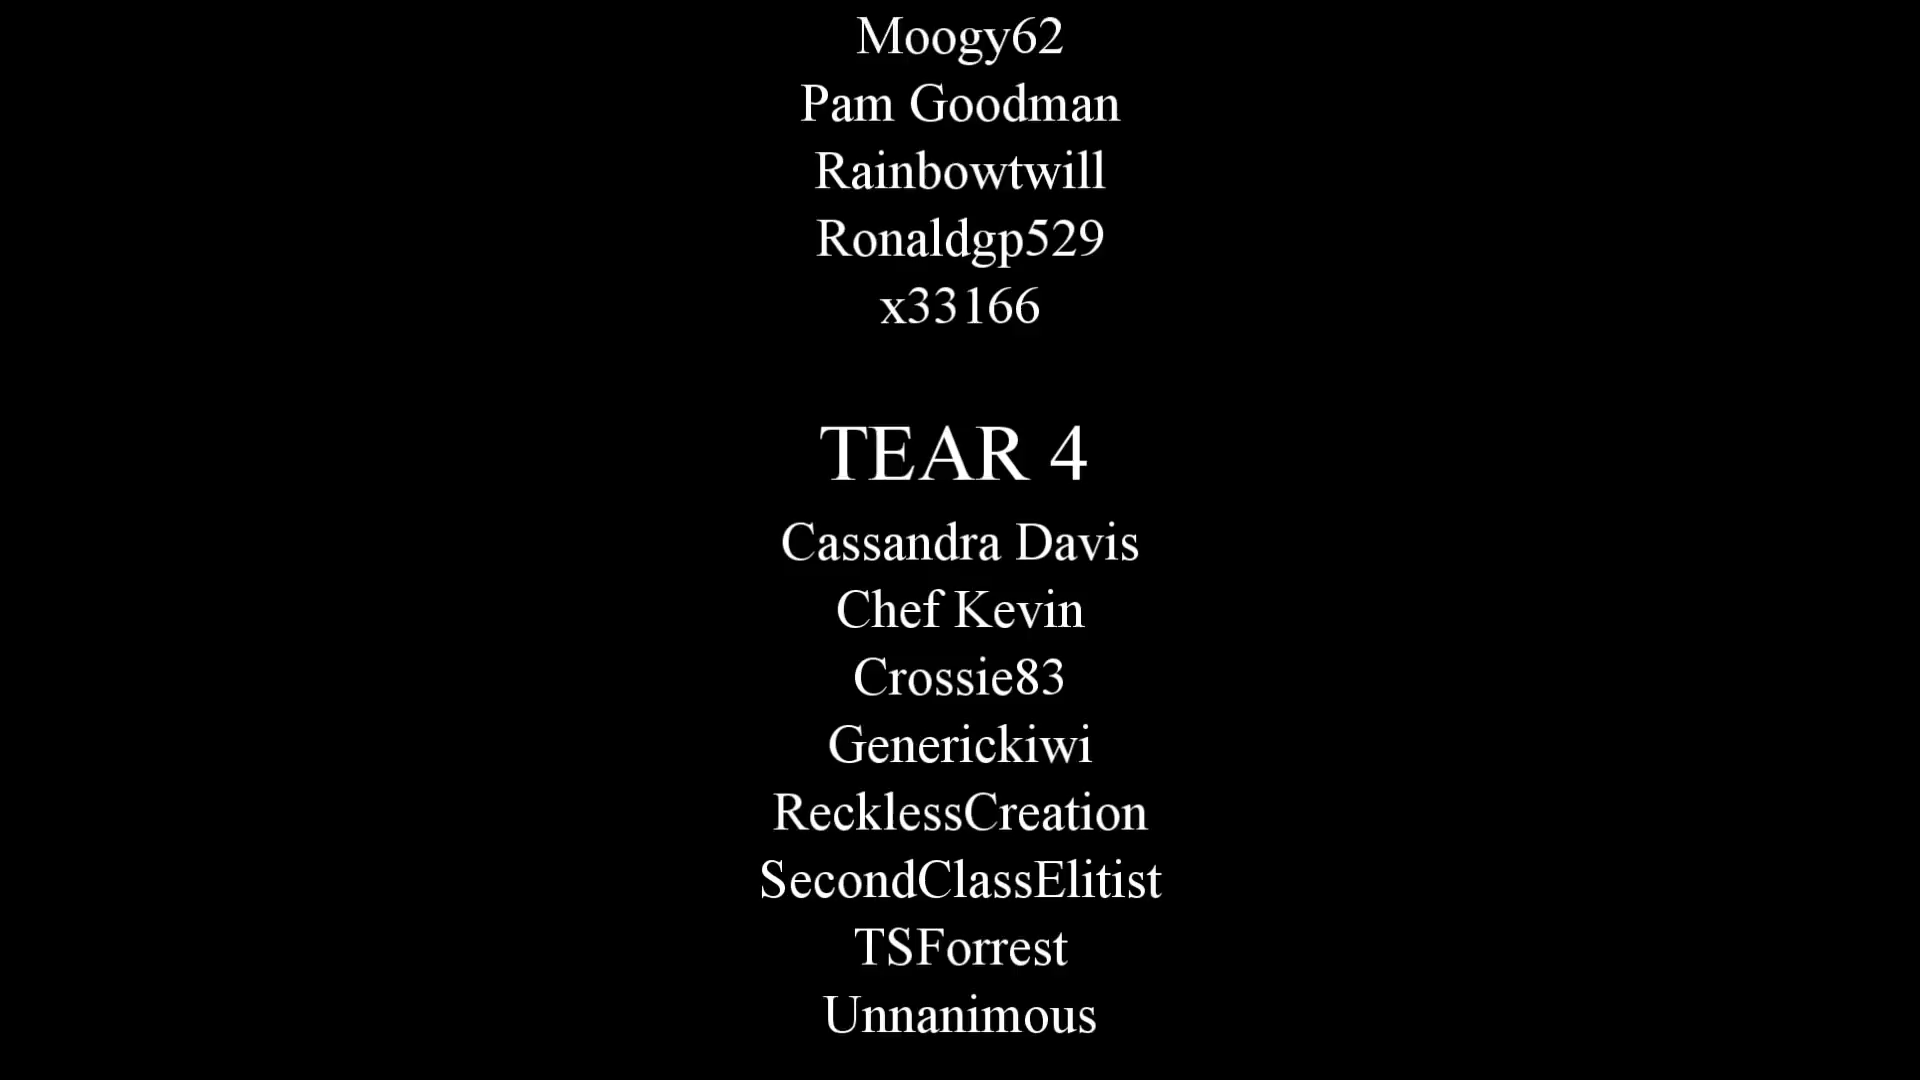 Moogy62
Pam Goodman
Rainbowtwill
Ronaldgp529
x33166
TEAR 4
Cassandra Davis
Chef Kevin
Crossie83
Generickiwi
RecklessCreation
SecondClassElitist
TSForrest
Unnanimous